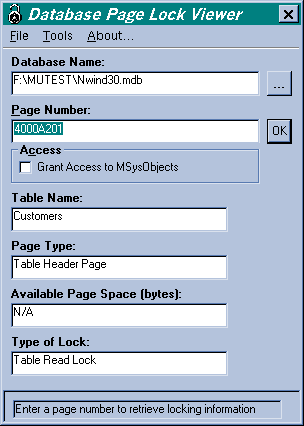 Database Page Lock Viewer
File Tools About...
Database Name:
F:\MUTEST\Nwind30.mdb
...
Page Number:
4000A201
OK
Access
Grant Access to MSysObjects
Table Name:
Customers
Page Type:
Table Header Page
Available Page Space (bytes):
N/A
Type of Lock:
Table Read Lock
Enter a page number to retrieve locking information